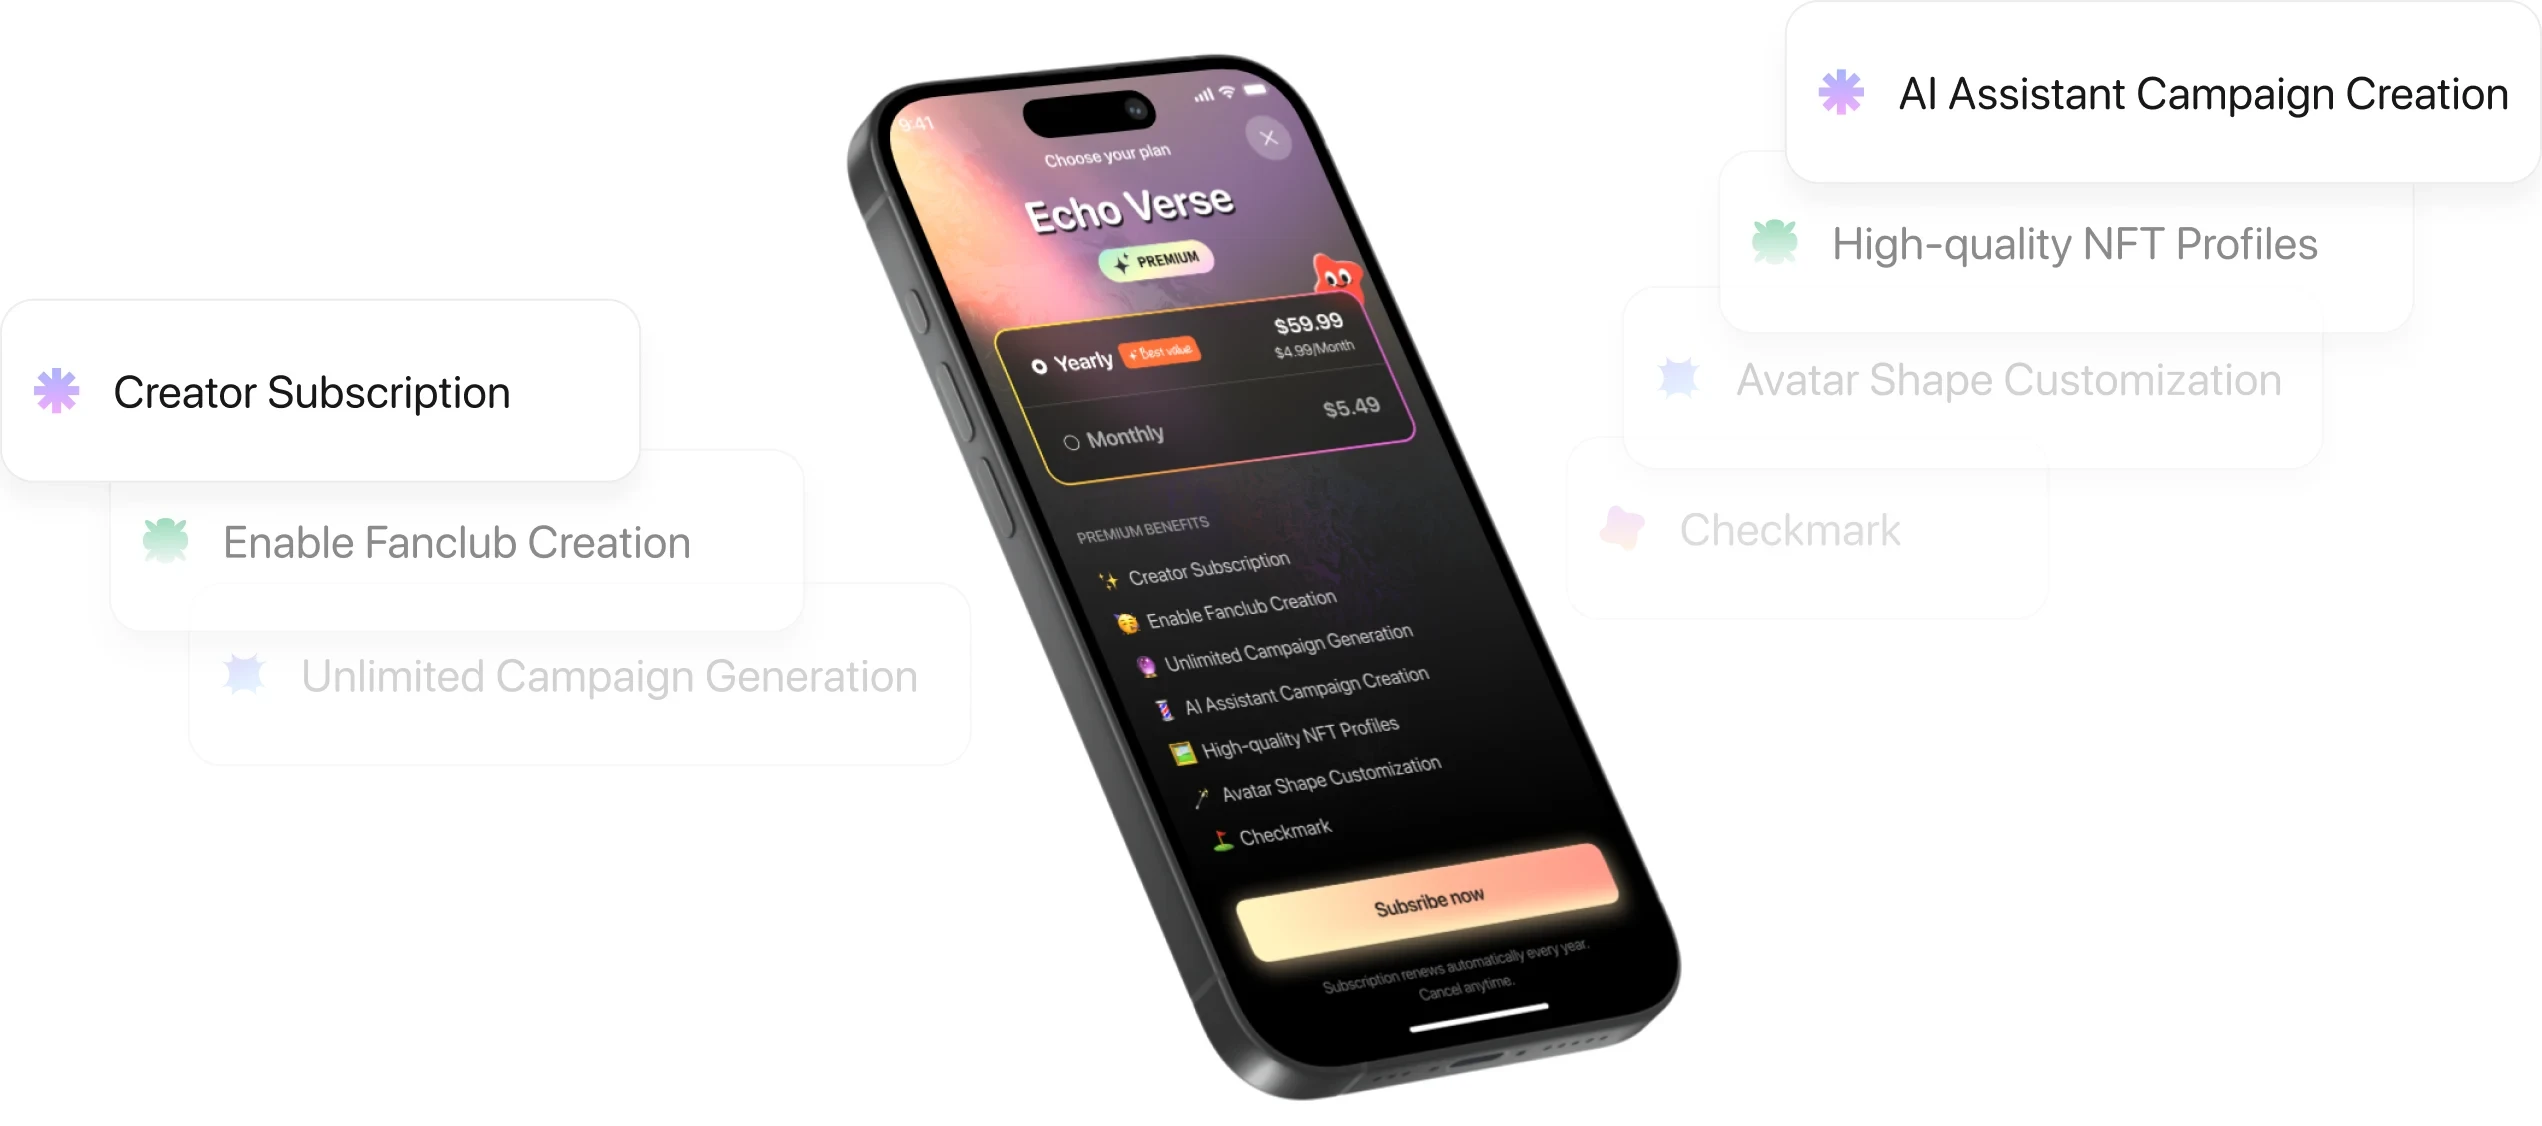 Creator Subscription
Enable Fanclub Creation
Unlimited Campaign Generation
9:41
Choose your plan
Echo Verse
PREMIUM
Yearly
Best value
$59.99
$4.99/Month
Monthly
$5.49
PREMIUM BENEFITS
Creator Subscription
Enable Fanclub Creation
Unlimited Campaign Generation
AI Assistant Campaign Creation
High-quality NFT Profiles
Avatar Shape Customization
Checkmark
Subsribe now
Subscription renews automatically every year.
Cancel anytime.
AI Assistant Campaign Creation
High-quality NFT Profiles
Avatar Shape Customization
Checkmark